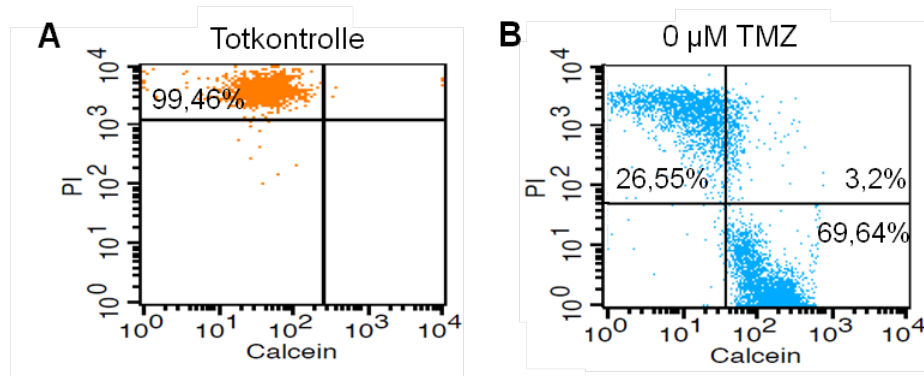 A
Totkontrolle
10⁴
99,46%
10³
PI
10²
10¹
10⁰
10⁰ 10¹ 10² 10³ 10⁴
Calcein
B
0 µM TMZ
10⁴
10³
PI
26,55% 3,2%
10²
69,64%
10¹
10⁰
10⁰ 10¹ 10² 10³ 10⁴
Calcein